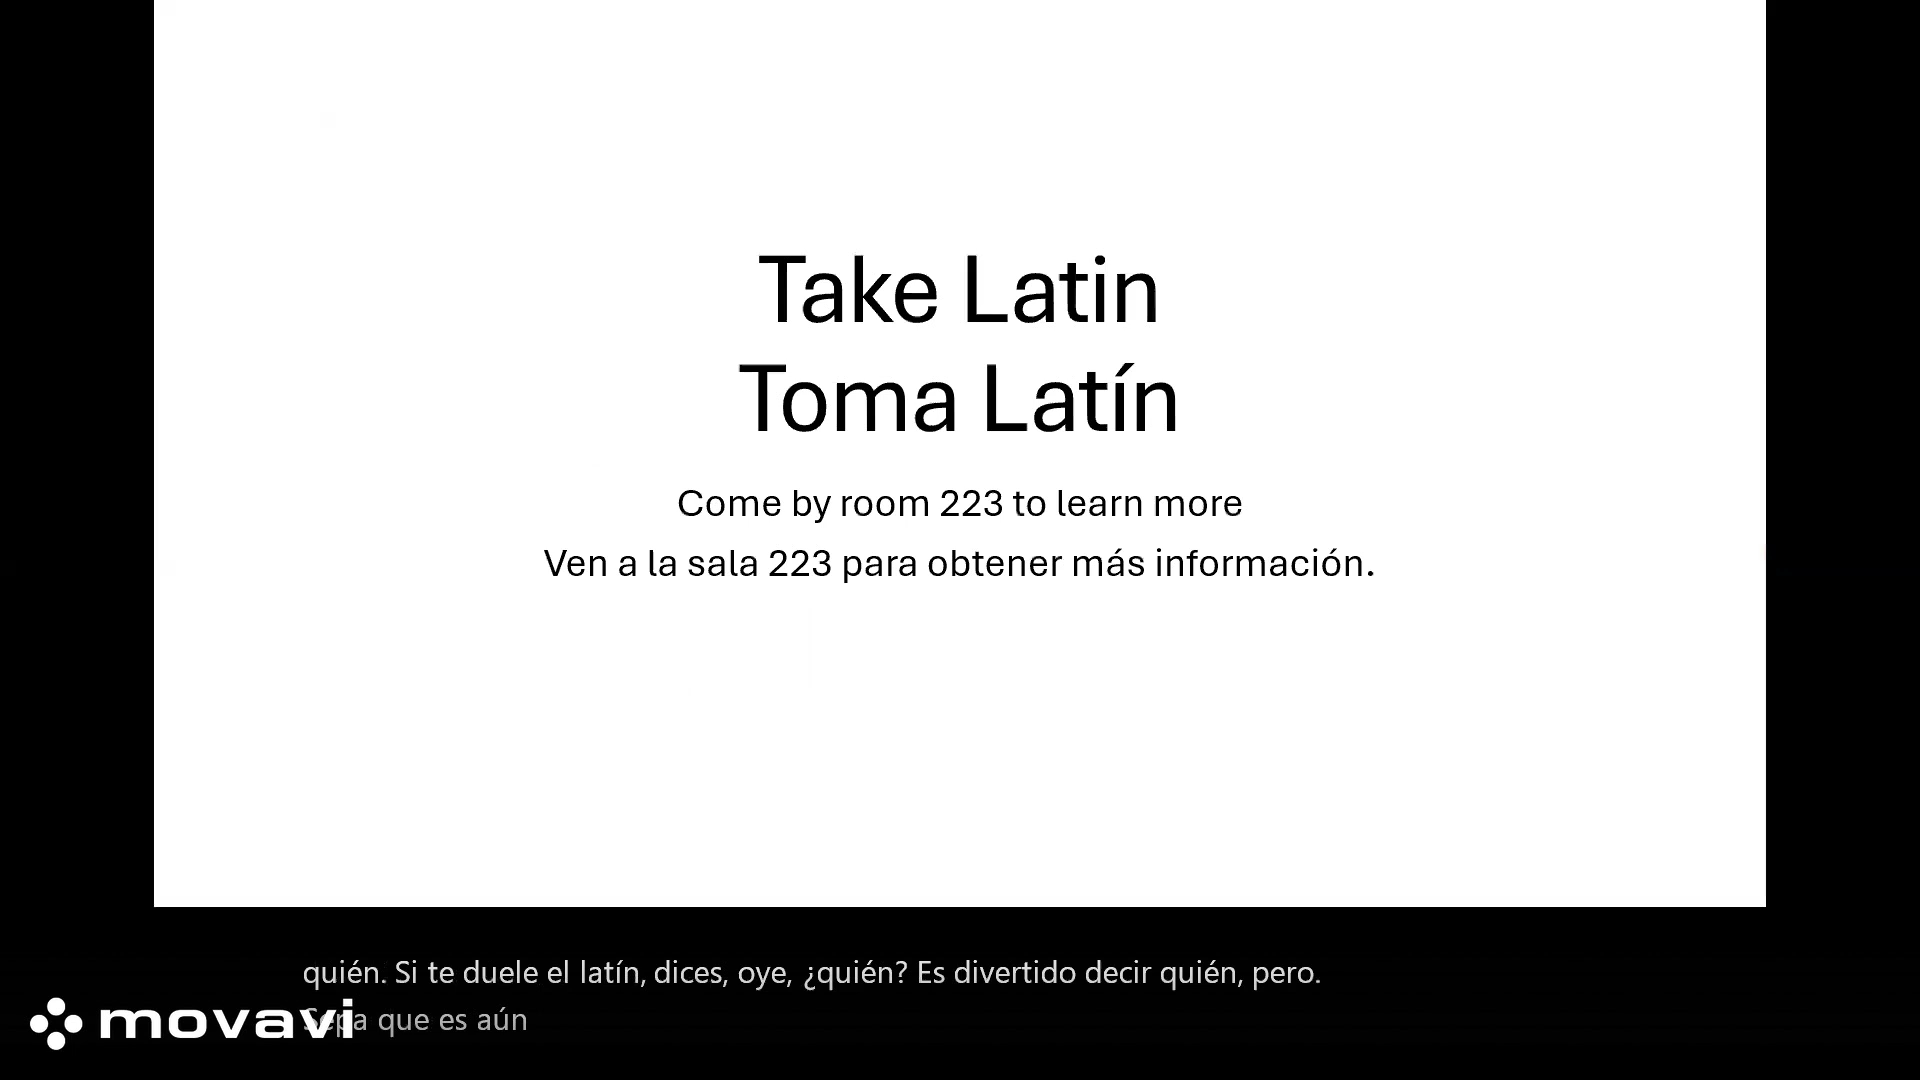 Take Latin
Toma Latín
Come by room 223 to learn more
Ven a la sala 223 para obtener más información.
quién. Si te duele el latín, dices, oye, ¿quién? Es divertido decir quién, pero.
Sepa que es aún
movavi